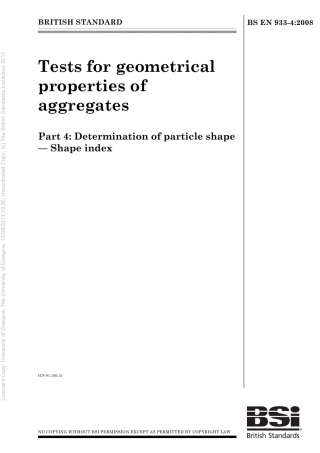 BRITISH STANDARD
BS EN 933-4:2008
Tests for geometrical
properties of
aggregates
Part 4: Determination of particle shape
— Shape index
NO COPYING WITHOUT BSI PERMISSION EXCEPT AS PERMITTED BY COPYRIGHT LAW
BSi
British Standards